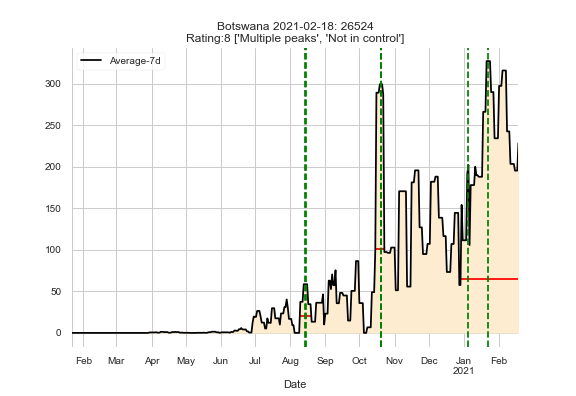 Botswana 2021-02-18: 26524
Rating:8 ['Multiple peaks', 'Not in control']
Average-7d
300
250
200
150
100
50
0
Feb Mar Apr May Jun Jul Aug Sep Oct Nov Dec Jan Feb
2021
Date